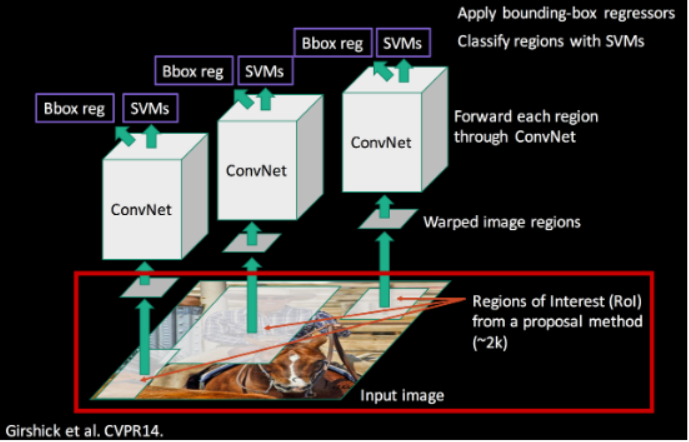 Apply bounding-box regressors
Bbox reg SVMs Classify regions with SVMs
Bbox reg SVMs
Bbox reg SVMs
Forward each region
through ConvNet
ConvNet
ConvNet
ConvNet
Warped image regions
Regions of Interest (RoI)
from a proposal method
(~2k)
Input image
Girshick et al. CVPR14.